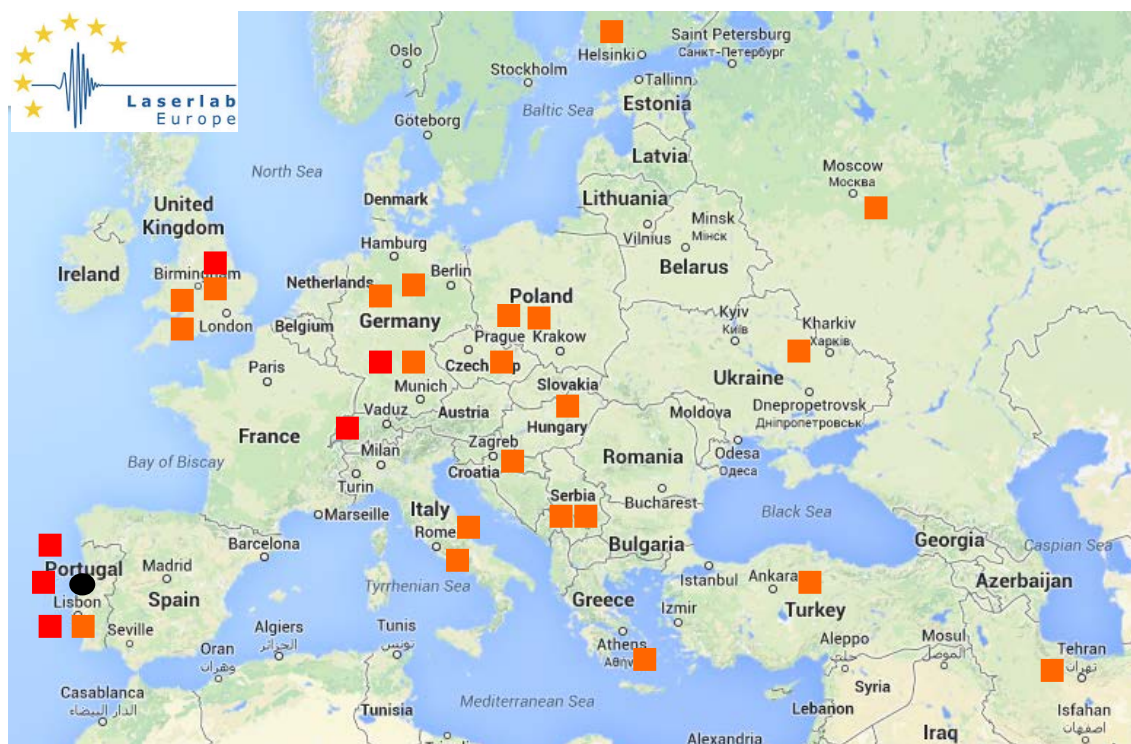 Laserlab
Europe
Oslo
Helsinki
Saint Petersburg
Санкт-Петербург
Stockholm
Tallinn
Baltic Sea
Estonia
Göteborg
Latvia
Moscow
Москва
North Sea
Denmark
Lithuania
United
Kingdom
Minsk
Мінск
Vilnius
Hamburg
Belarus
Ireland
Birmingham
Netherlands
Berlin
Poland
London
Germany
Belgium
Prague
Krakow
Kyiv
Київ
Kharkiv
Харків
Paris
Czech Rep
Munich
Slovakia
Ukraine
Vaduz
Austria
Dnepropetrovsk
Дніпропетровськ
France
Hungary
Moldova
Zagreb
Milan
Croatia
Odesa
Одеса
Bay of Biscay
Turin
Romania
Serbia
Bucharest
Marseille
Italy
Black Sea
Rome
Bulgaria
Georgia
Caspian Sea
Barcelona
Portugal
Madrid
Istanbul
Ankara
Azerbaijan
Tyrrhenian Sea
Lisbon
Spain
Greece
Izmir
Turkey
Seville
Algiers
الجزائر
Tunis
تونس
Athens
Αθήν
Aleppo
حلب
Mosul
الموصل
Tehran
تهران
Oran
وهران
Casablanca
الدار البيضاء
Mediterranean Sea
Syria
Tunisia
Lebanon
Isfahan
اصفهان
Iraq
Alexandria